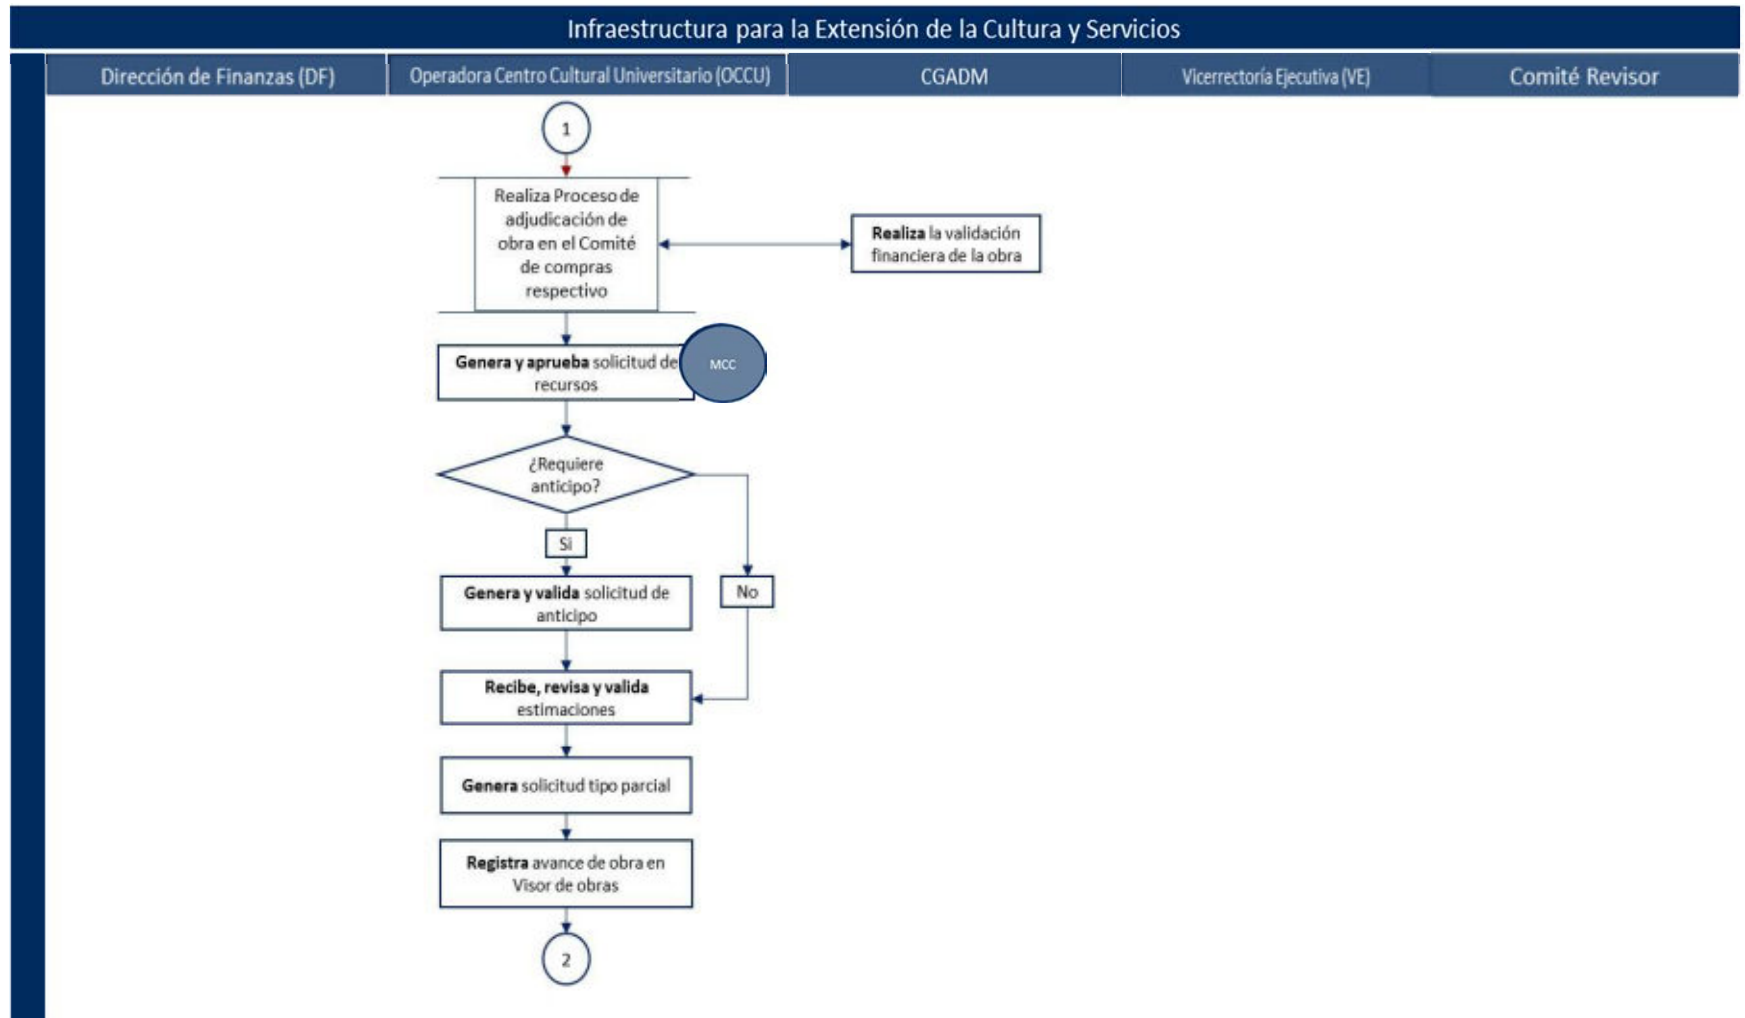 Infraestructura para la Extensión de la Cultura y Servicios
Dirección de Finanzas (DF)
Operadora Centro Cultural Universitario (OCCU)
CGADM
Vicerrectoría Ejecutiva (VE)
Comité Revisor
1
Realiza Proceso de
adjudicación de
obra en el Comité
de compras
respectivo
Realiza la validación
financiera de la obra
Genera y aprueba solicitud de
recursos
MCC
¿Requiere
anticipo?
Si
Genera y valida solicitud de
anticipo
No
Recibe, revisa y valida
estimaciones
Genera solicitud tipo parcial
Registra avance de obra en
Visor de obras
2